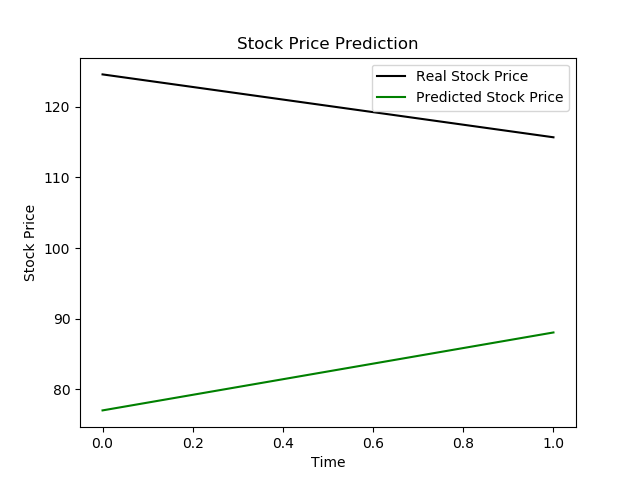 Stock Price Prediction
Real Stock Price
Predicted Stock Price
Stock Price
120
110
100
90
80
0.0 0.2 0.4 0.6 0.8 1.0
Time